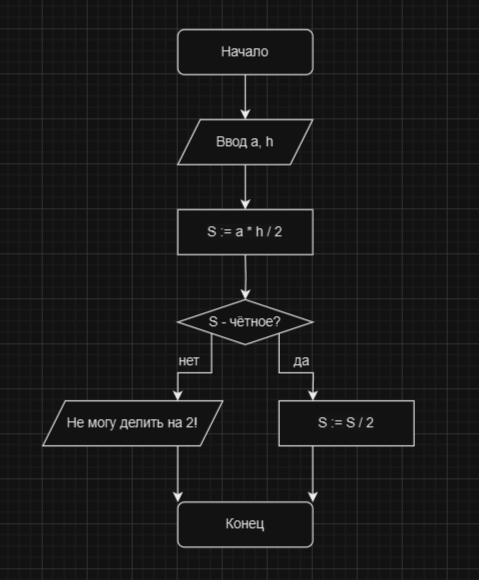 Начало
Ввод a, h
S := a * h / 2
S - чётное?
нет
да
Не могу делить на 2!
S := S / 2
Конец